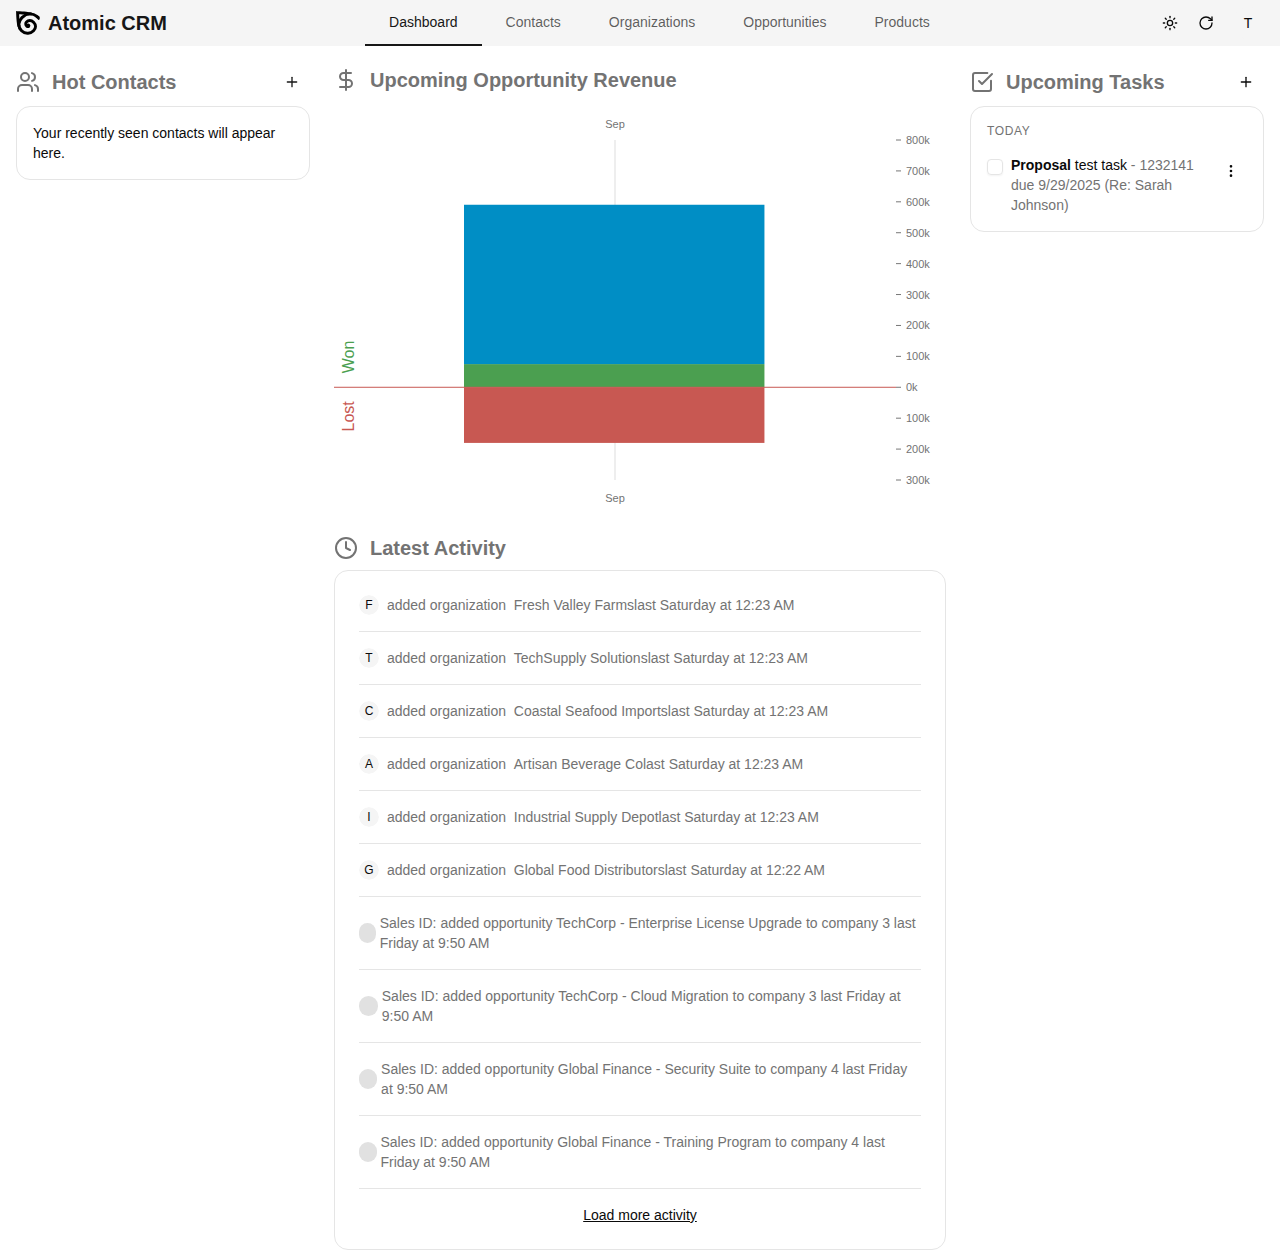 Atomic CRM
Dashboard
Contacts
Organizations
Opportunities
Products
T
Hot Contacts
Your recently seen contacts will appear
here.
Upcoming Opportunity Revenue
Sep
800k
700k
600k
500k
400k
300k
200k
100k
0k
100k
200k
300k
Won
Lost
Sep
Latest Activity
F added organization Fresh Valley Farmslast Saturday at 12:23 AM
T added organization TechSupply Solutionslast Saturday at 12:23 AM
C added organization Coastal Seafood Importslast Saturday at 12:23 AM
A added organization Artisan Beverage Colast Saturday at 12:23 AM
I added organization Industrial Supply Depotlast Saturday at 12:23 AM
G added organization Global Food Distributorslast Saturday at 12:22 AM
Sales ID: added opportunity TechCorp - Enterprise License Upgrade to company 3 last
Friday at 9:50 AM
Sales ID: added opportunity TechCorp - Cloud Migration to company 3 last Friday at
9:50 AM
Sales ID: added opportunity Global Finance - Security Suite to company 4 last Friday
at 9:50 AM
Sales ID: added opportunity Global Finance - Training Program to company 4 last
Friday at 9:50 AM
Load more activity
Upcoming Tasks
TODAY
Proposal test task - 1232141
due 9/29/2025 (Re: Sarah
Johnson)